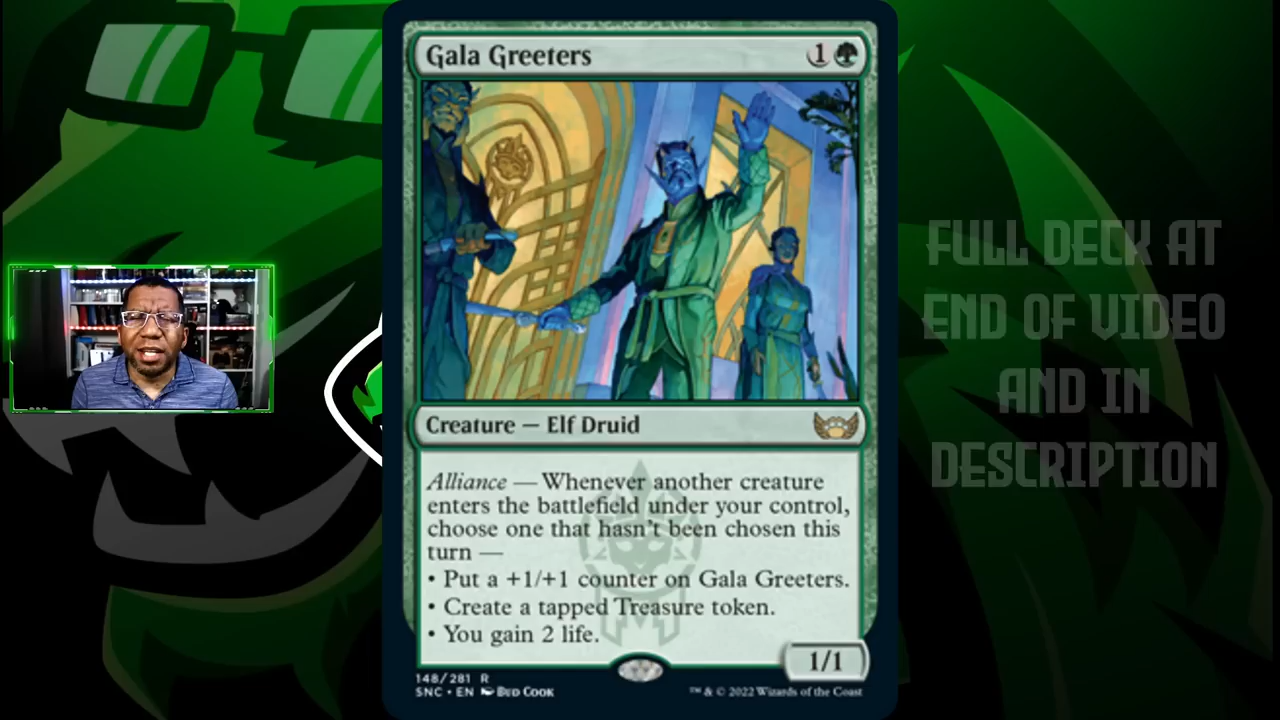 Gala Greeters 1
Creature — Elf Druid
Alliance — Whenever another creature
enters the battlefield under your control,
choose one that hasn't been chosen this
turn —
• Put a +1/+1 counter on Gala Greeters.
• Create a tapped Treasure token.
• You gain 2 life.
1/1
148/281 R
SNC • EN Bud Cook
™ & © 2022 Wizards of the Coast
FULL DECK AT
END OF VIDEO
AND IN
DESCRIPTION